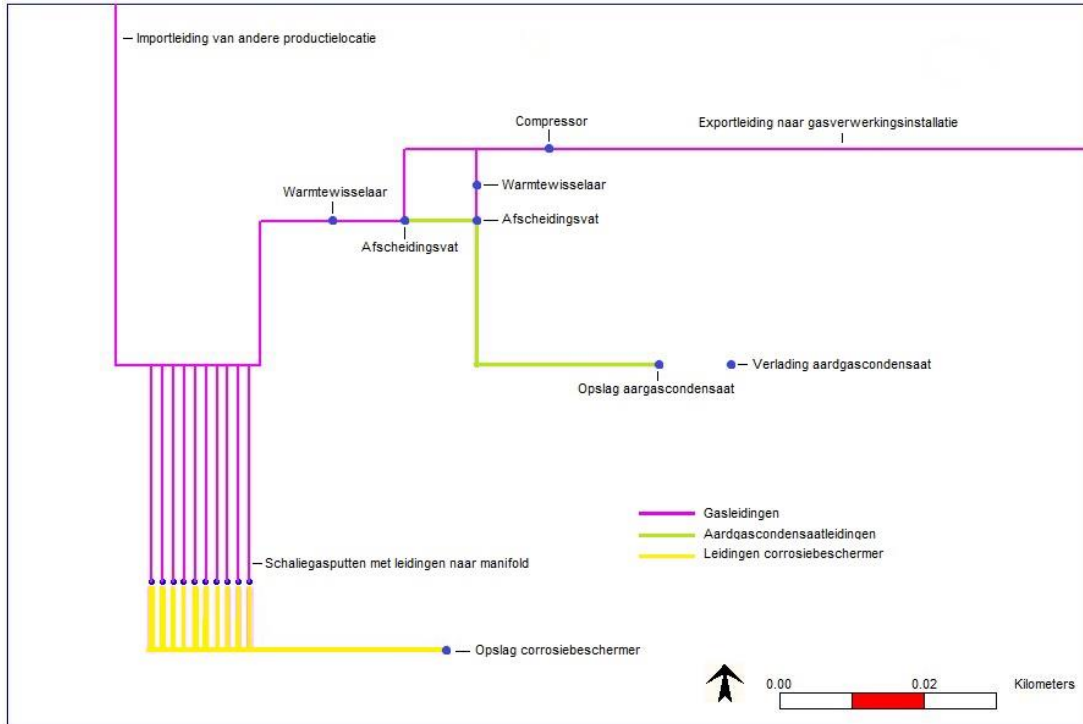 Importleiding van andere productielocatie
Compressor
Exportleiding naar gasverwerkingsinstallatie
Warmtewisselaar
Warmtewisselaar
Afscheidingsvat
Afscheidingsvat
Verlading aardgascondensaat
Opslag aargascondensaat
Gasleidingen
Aardgascondensaatleidingen
Leidingen corrosiebeschermer
Schaliegasputten met leidingen naar manifold
Opslag corrosiebeschermer
0.00 0.02 Kilometers